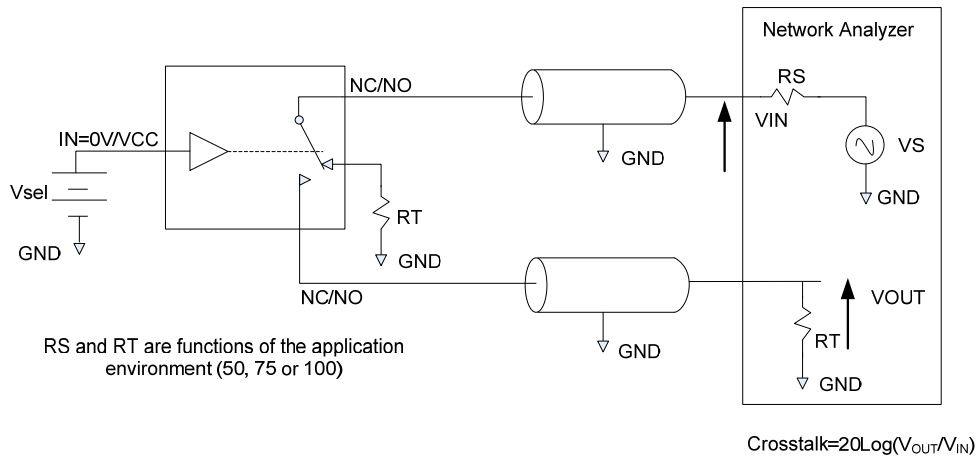 Network Analyzer
NC/NO
RS
VIN
IN=0V/VCC
GND
VS
Vsel
GND
RT
GND
GND
NC/NO
VOUT
RS and RT are functions of the application
environment (50, 75 or 100)
GND
RT
GND
Crosstalk=20Log(VOUT/VIN)